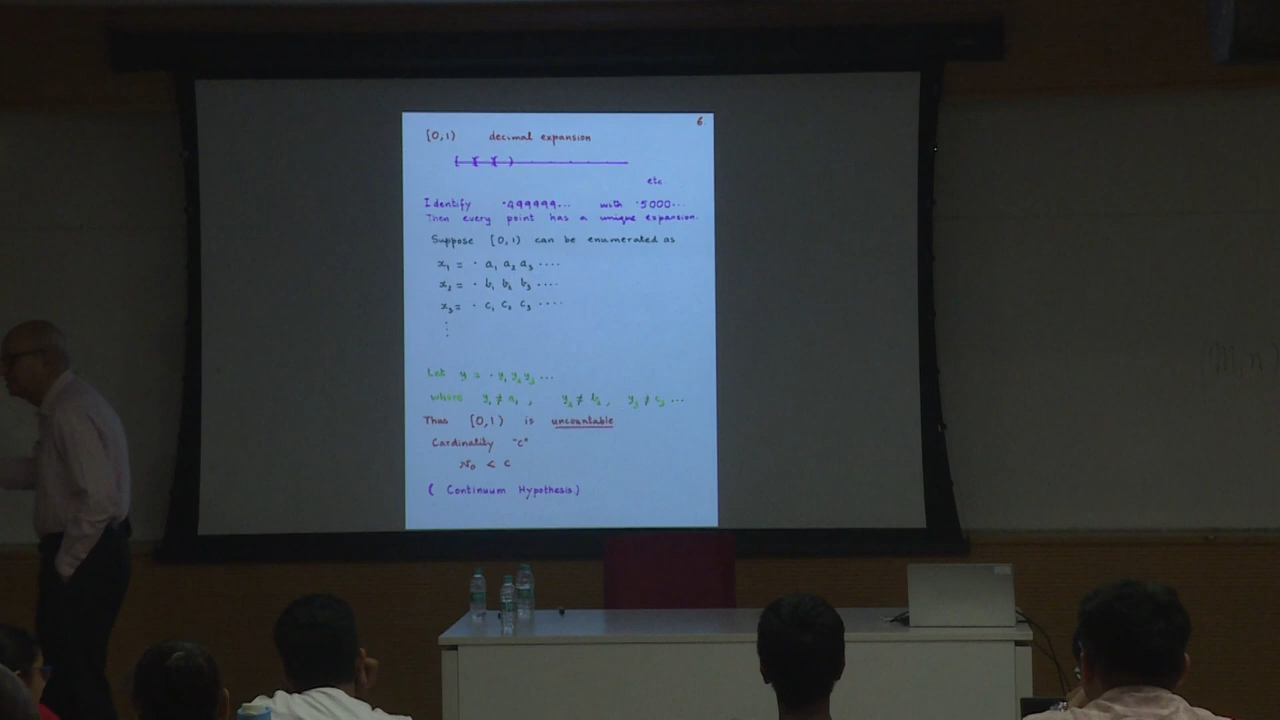 6.
[0,1) decimal expansion
etc
Identify .499999... with .5000...
Then every point has a unique expansion.
Suppose [0,1) can be enumerated as
x₁ = . a₁ a₂ a₃ ....
x₂ = . b₁ b₂ b₃ ....
x₃ = . c₁ c₂ c₃ ....
⋮
Let y = . y₁ y₂ y₃ ...
where y₁ ≠ a₁ , y₂ ≠ b₂ , y₃ ≠ c₃ ...
Thus [0,1) is uncountable
Cardinality "c"
ℵ₀ < c
( Continuum Hypothesis.)